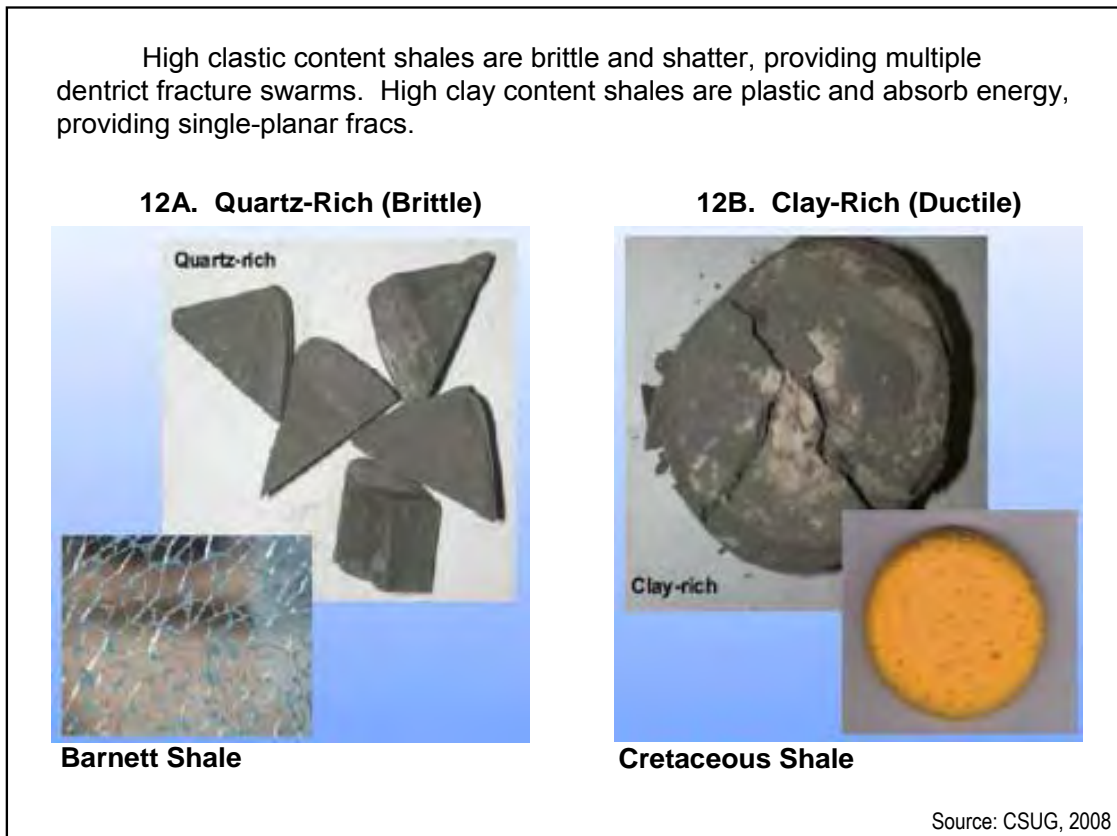 High clastic content shales are brittle and shatter, providing multiple
dentrict fracture swarms. High clay content shales are plastic and absorb energy,
providing single-planar fracs.
12A. Quartz-Rich (Brittle)
12B. Clay-Rich (Ductile)
Quartz-rich
Clay-rich
Barnett Shale
Cretaceous Shale
Source: CSUG, 2008